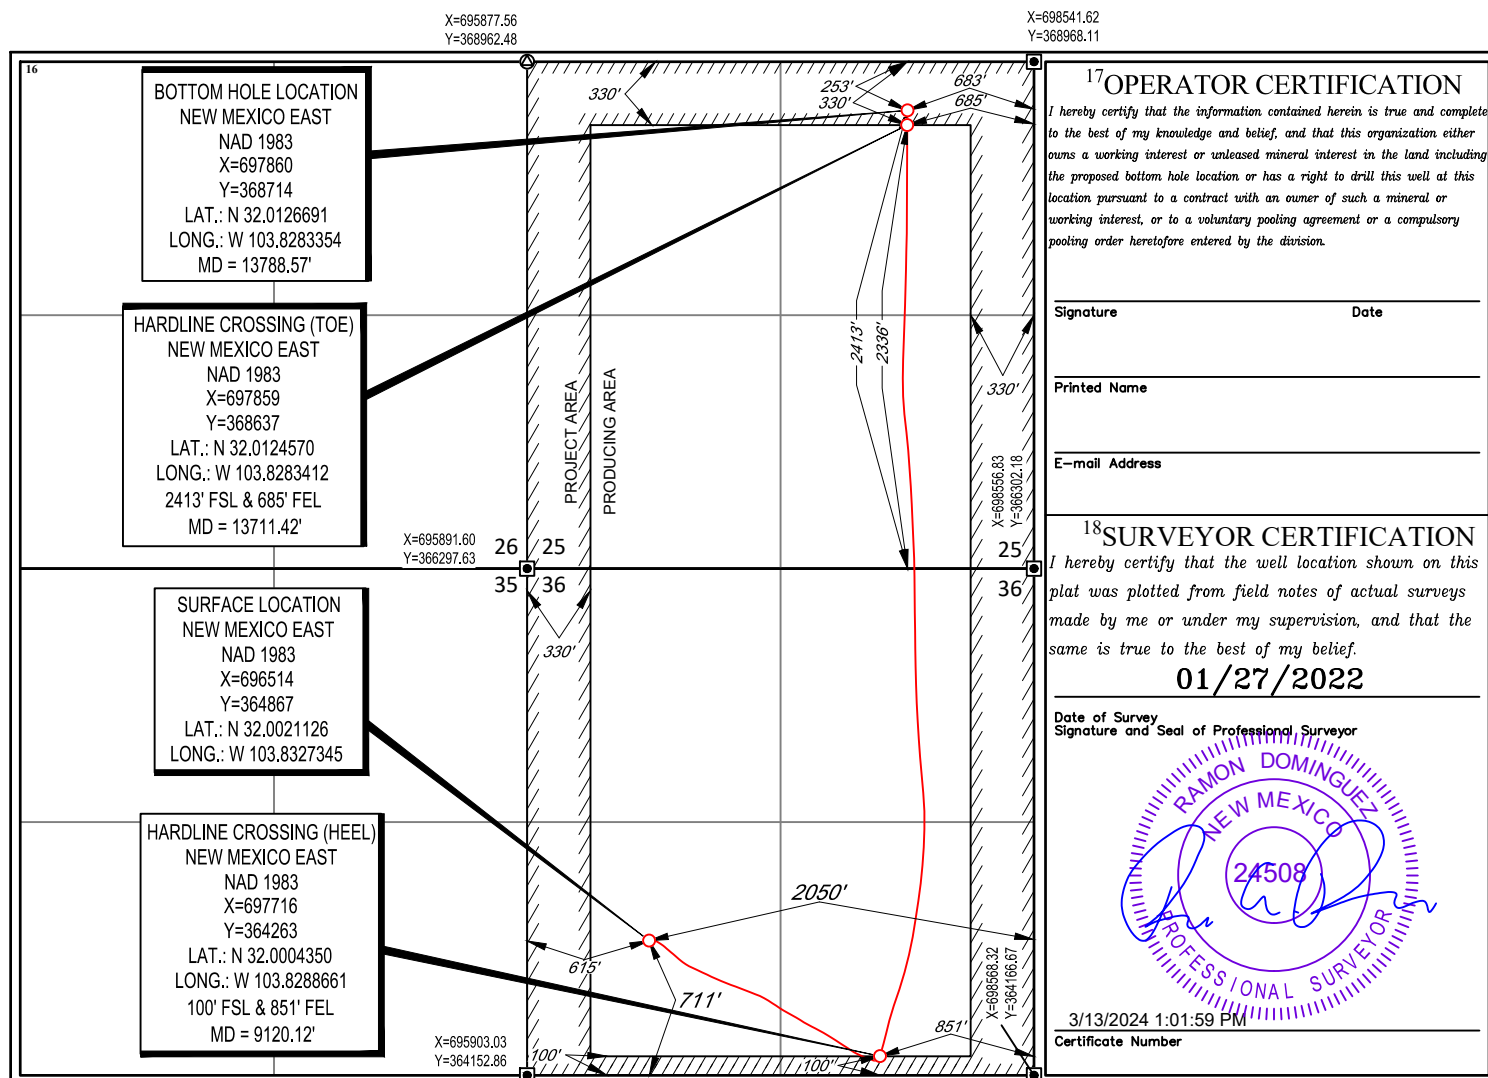 X=695877.56
Y=368962.48
X=698541.62
Y=368968.11
16
BOTTOM HOLE LOCATION
NEW MEXICO EAST
NAD 1983
X=697860
Y=368714
LAT.: N 32.0126691
LONG.: W 103.8283354
MD = 13788.57'
HARDLINE CROSSING (TOE)
NEW MEXICO EAST
NAD 1983
X=697859
Y=368637
LAT.: N 32.0124570
LONG.: W 103.8283412
2413' FSL & 685' FEL
MD = 13711.42'
SURFACE LOCATION
NEW MEXICO EAST
NAD 1983
X=696514
Y=364867
LAT.: N 32.0021126
LONG.: W 103.8327345
HARDLINE CROSSING (HEEL)
NEW MEXICO EAST
NAD 1983
X=697716
Y=364263
LAT.: N 32.0004350
LONG.: W 103.8288661
100' FSL & 851' FEL
MD = 9120.12'
330'
253'
330'
683'
685'
2413'
2336'
330'
PROJECT AREA
PRODUCING AREA
X=698556.83
Y=366302.18
X=695891.60
Y=366297.63
26 25
35 36
25
36
330'
2050'
615'
711'
X=698568.32
Y=364166.67
851'
X=695903.03
Y=364152.86
100'
100'
17 OPERATOR CERTIFICATION
I hereby certify that the information contained herein is true and complete
to the best of my knowledge and belief, and that this organization either
owns a working interest or unleased mineral interest in the land including
the proposed bottom hole location or has a right to drill this well at this
location pursuant to a contract with an owner of such a mineral or
working interest, or to a voluntary pooling agreement or a compulsory
pooling order heretofore entered by the division.
Signature Date
Printed Name
E-mail Address
18 SURVEYOR CERTIFICATION
I hereby certify that the well location shown on this
plat was plotted from field notes of actual surveys
made by me or under my supervision, and that the
same is true to the best of my belief.
01/27/2022
Date of Survey
Signature and Seal of Professional Surveyor
RAMON DOMINGUEZ
NEW MEXICO
24508
PROFESSIONAL SURVEYOR
3/13/2024 1:01:59 PM
Certificate Number